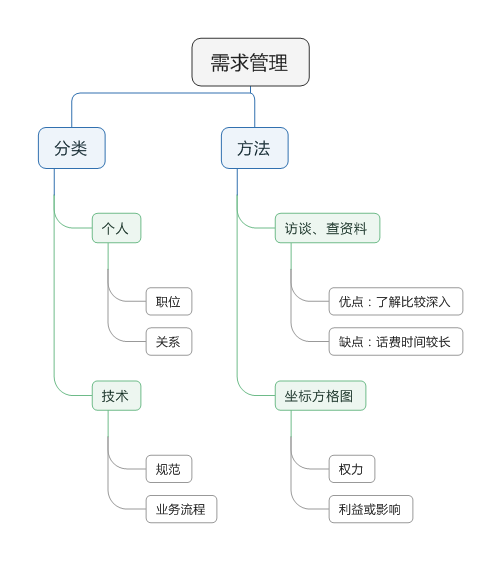 需求管理
分类
个人
职位
关系
技术
规范
业务流程
方法
访谈、查资料
优点：了解比较深入
缺点：话费时间较长
坐标方格图
权力
利益或影响